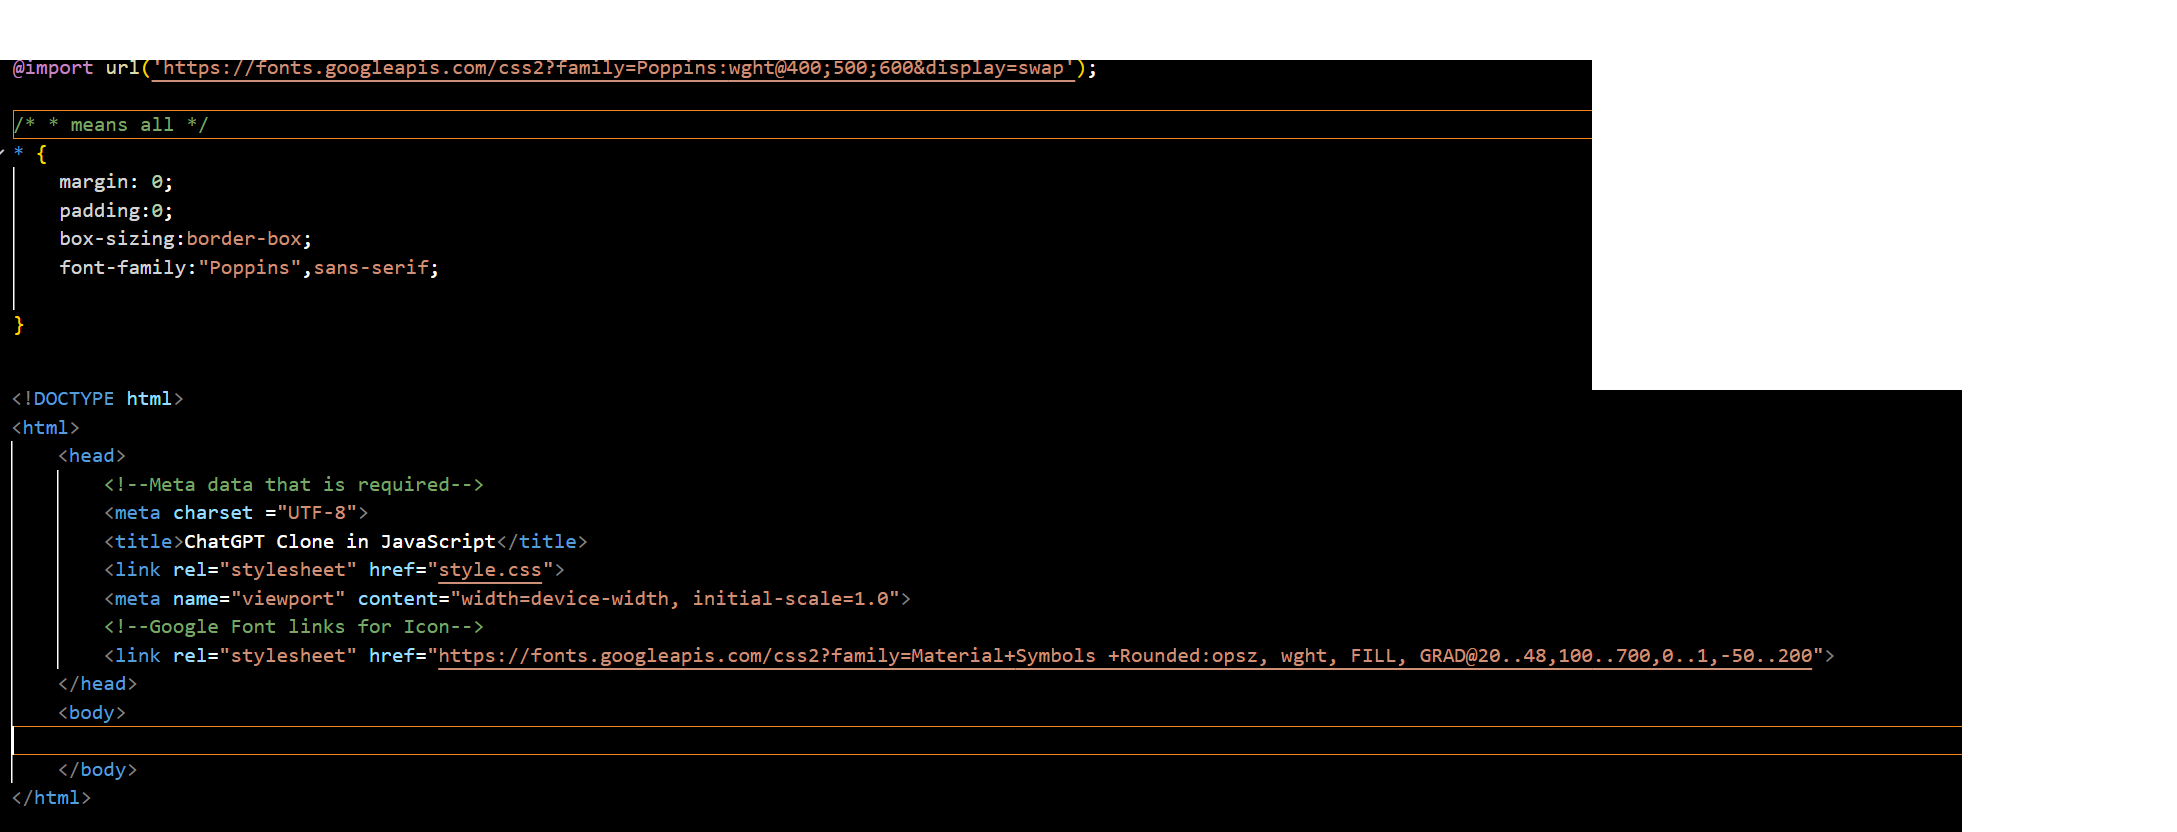 @import url('https://fonts.googleapis.com/css2?family=Poppins:wght@400;500;600&display=swap');
/* * means all */
* {
margin: 0;
padding:0;
box-sizing:border-box;
font-family:"Poppins",sans-serif;
}
<!DOCTYPE html>
<html>
<head>
<!--Meta data that is required-->
<meta charset ="UTF-8">
<title>ChatGPT Clone in JavaScript</title>
<link rel="stylesheet" href="style.css">
<meta name="viewport" content="width=device-width, initial-scale=1.0">
<!--Google Font links for Icon-->
<link rel="stylesheet" href="https://fonts.googleapis.com/css2?family=Material+Symbols +Rounded:opsz, wght, FILL, GRAD@20..48,100..700,0..1,-50..200">
</head>
<body>
</body>
</html>